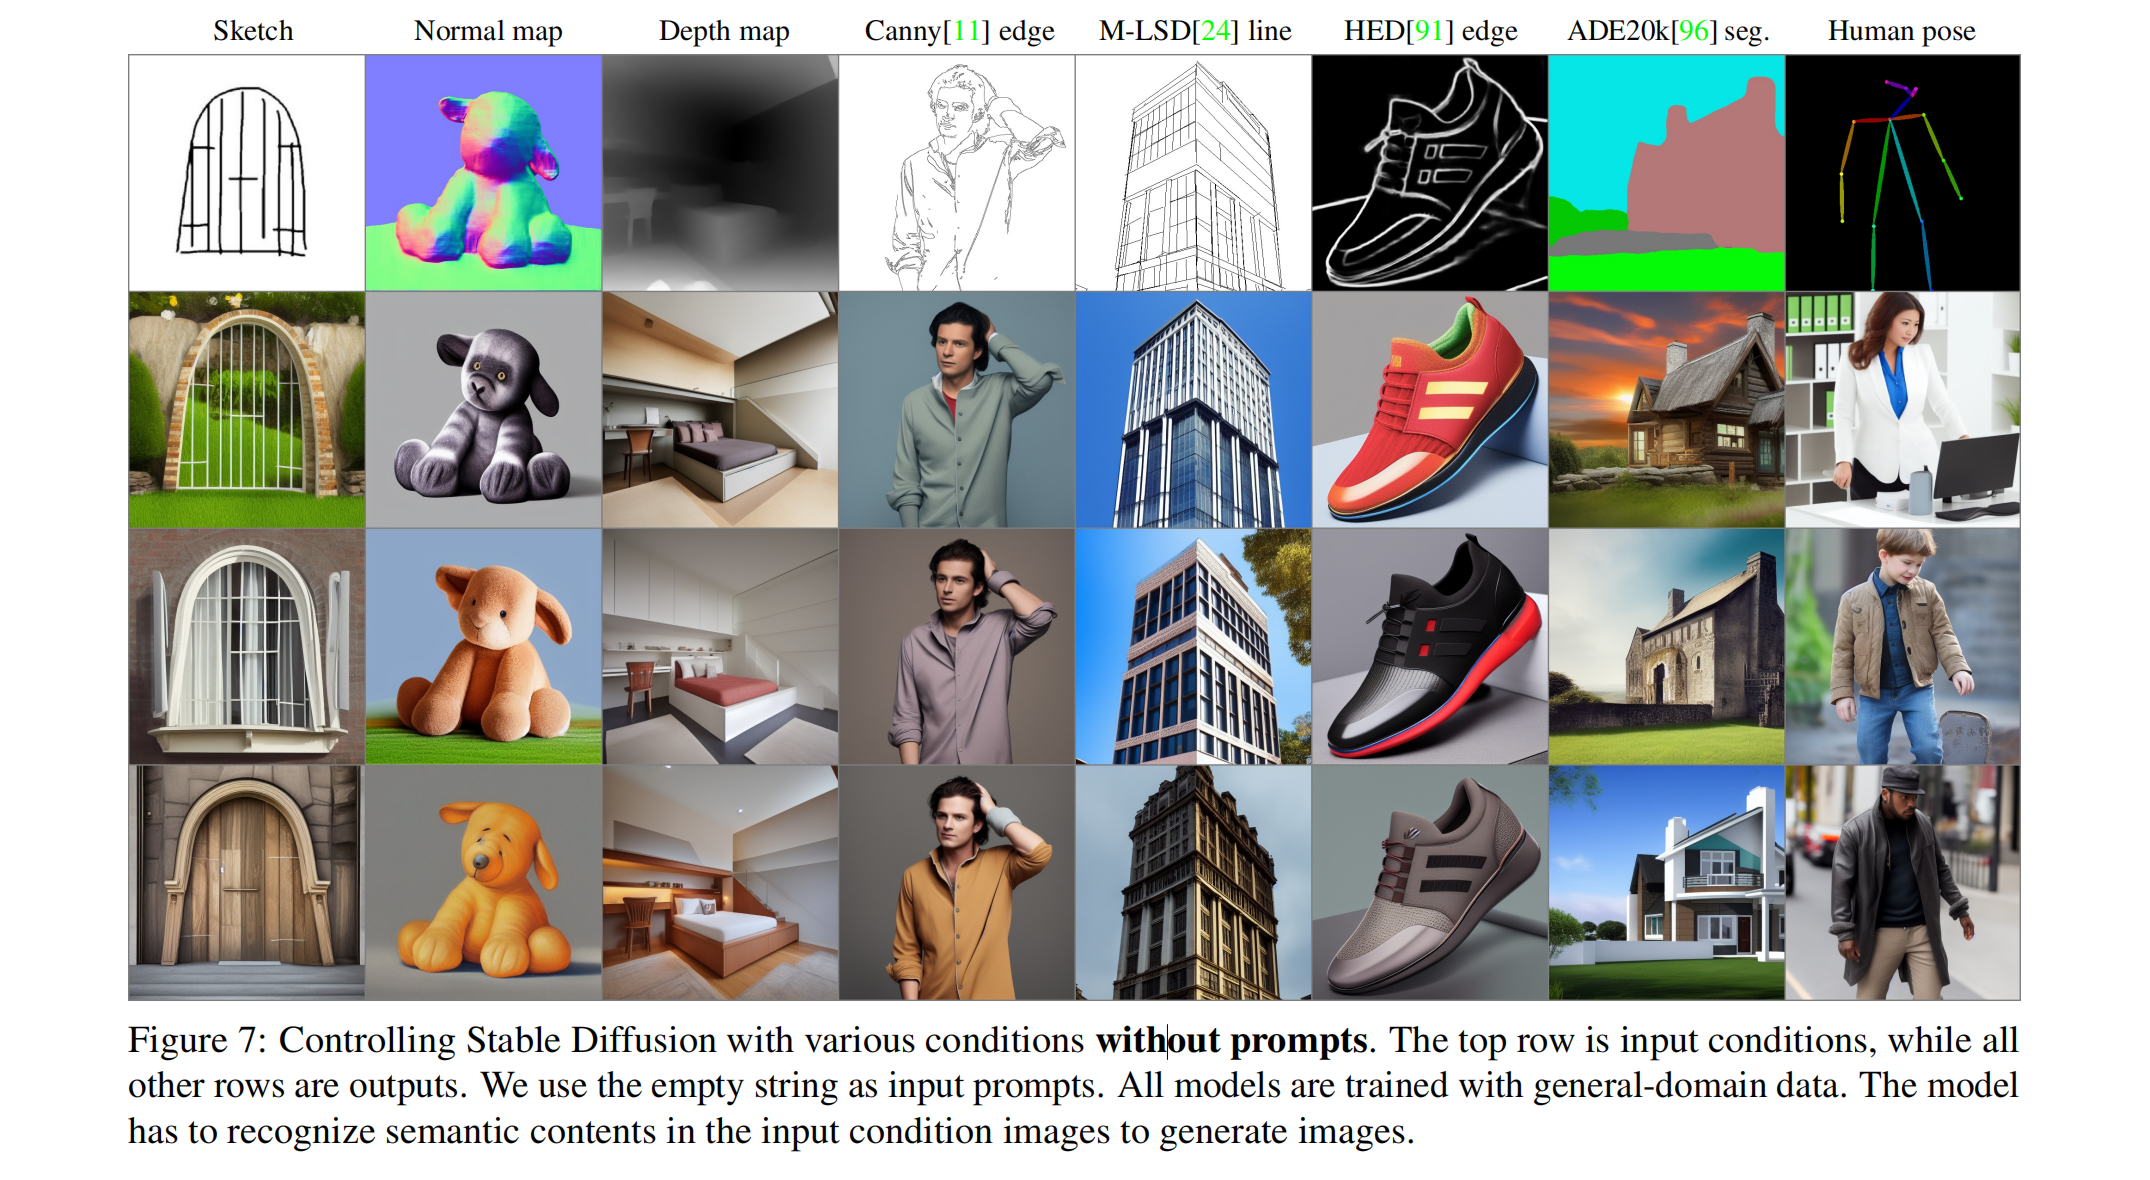 Sketch
Normal map
Depth map
Canny[11] edge
M-LSD[24] line
HED[91] edge
ADE20k[96] seg.
Human pose
Figure 7: Controlling Stable Diffusion with various conditions without prompts. The top row is input conditions, while all
other rows are outputs. We use the empty string as input prompts. All models are trained with general-domain data. The model
has to recognize semantic contents in the input condition images to generate images.